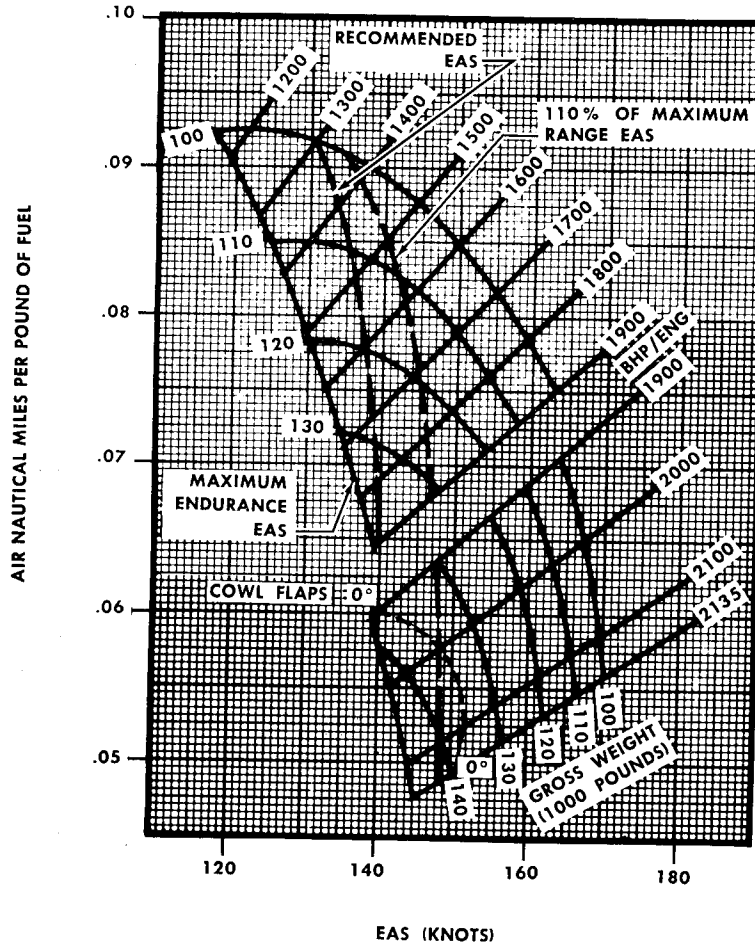 .10
RECOMMENDED
EAS
1200
1300
1400
1500
110% OF MAXIMUM
RANGE EAS
100
.09
1600
1700
110
1800
.08
1900
BHP/ENG
120
1900
130
.07
MAXIMUM
ENDURANCE
EAS
2000
COWL FLAPS 0°
2100
.06
2135
AIR NAUTICAL MILES PER POUND OF FUEL
.05
0°
140
130
120
110
100
GROSS WEIGHT
(1000 POUNDS)
120
140
160
180
EAS (KNOTS)